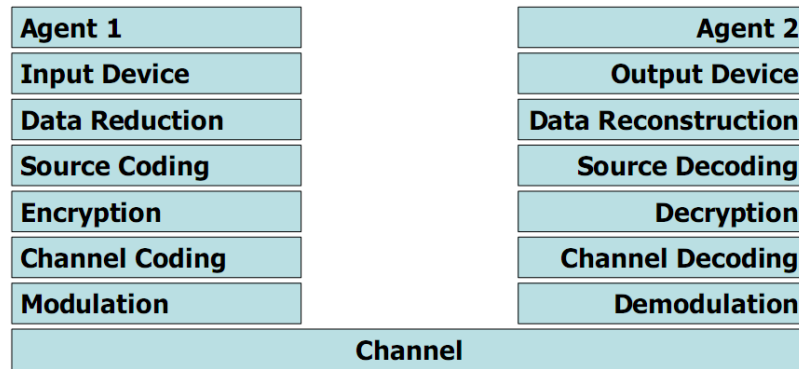 Agent 1
Agent 2
Input Device
Output Device
Data Reduction
Data Reconstruction
Source Coding
Source Decoding
Encryption
Decryption
Channel Coding
Channel Decoding
Modulation
Demodulation
Channel